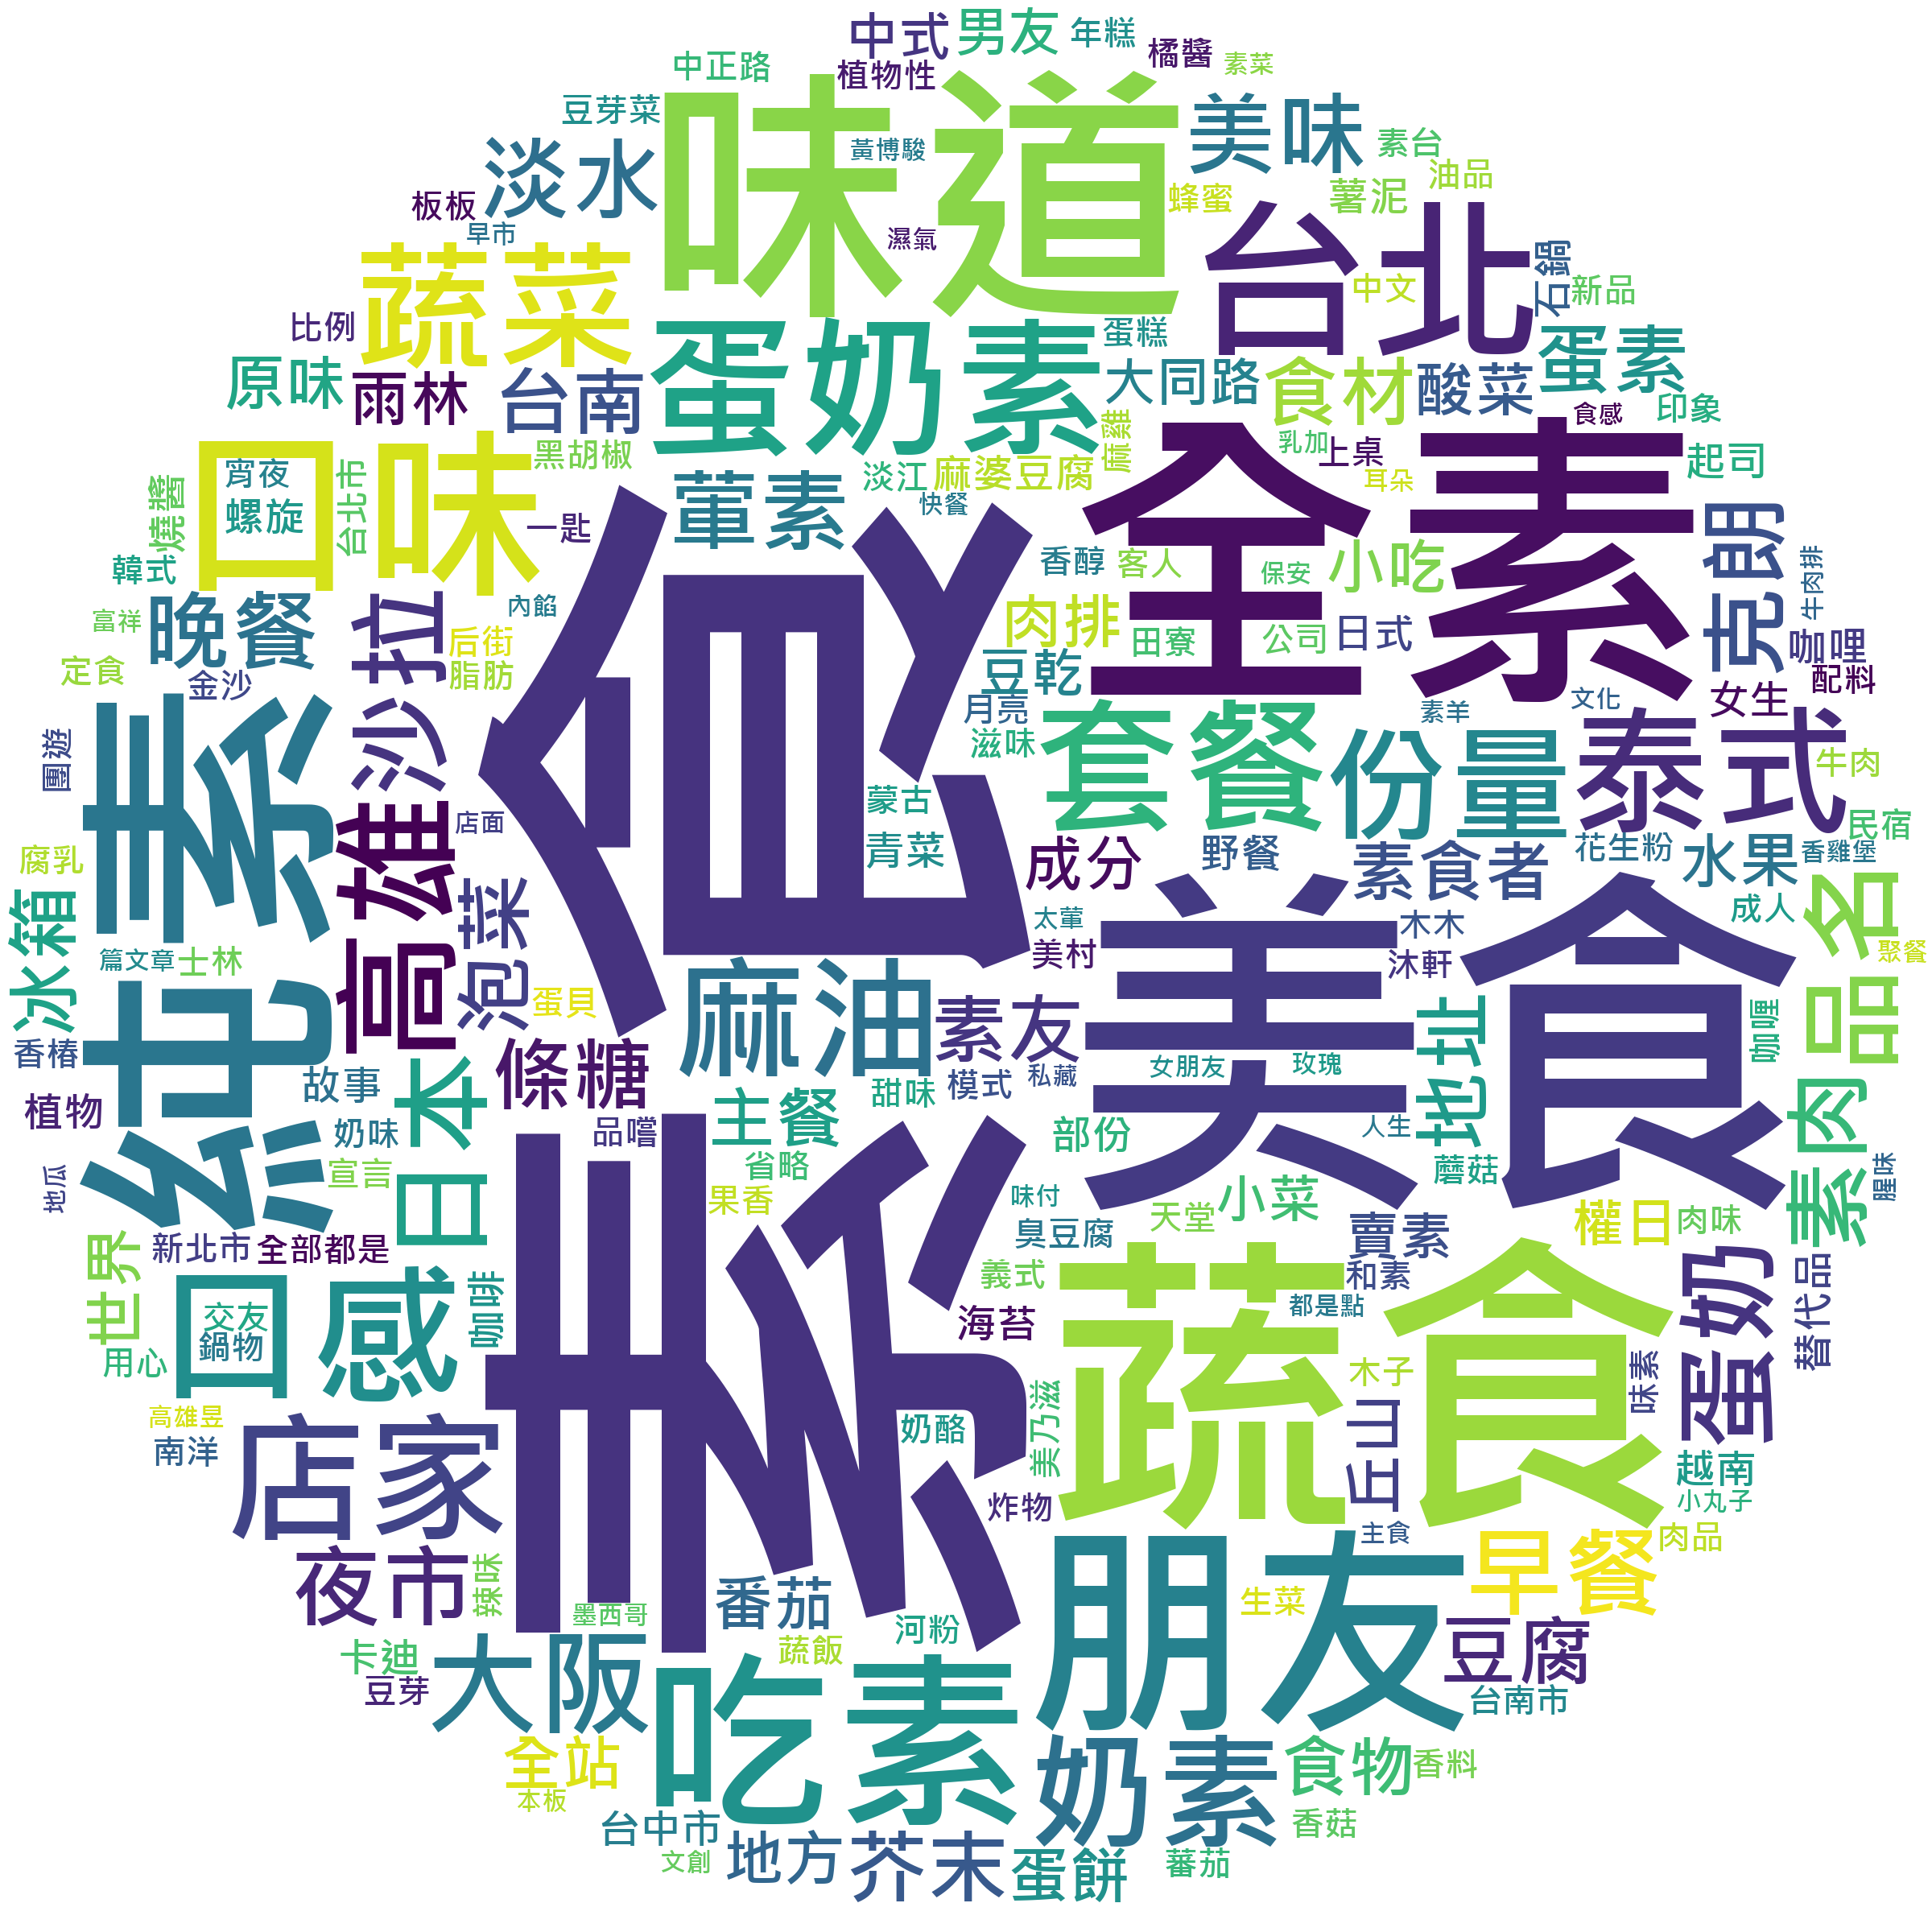 中式
男友
年糕
橘醬
素菜
中正路
植物性
味道
美味
豆芽菜
黃博駿
素台
淡水
油品
蜂蜜
薯泥
板板
早市
濕氣
台北
石鍋
蔬菜
中文
新品
比例
蛋奶素
蛋糕
蛋素
原味
雨林
台南
大同路
食材
酸菜
食感
印象
口味
宵夜
螺旋
台北市
黑胡椒
葷素
淡江
麻婆豆腐
麻雞
乳加
上桌
耳朵
起司
全素
燒醬
一匙
快餐
韓式
香醇
客人
保安
小吃
克朗
牛肉排
富祥
晚餐
內餡
肉排
田寮
公司
日式
咖哩
定食
金沙
沙拉
后街
脂肪
豆乾
配料
女生
月亮
滋味
素羊
文化
團遊
純素
套餐
份量
泰式
牛肉
高雄
店面
蒙古
青菜
成分
野餐
素食者
花生粉
水果
民宿
香雞堡
腐乳
食蔬
冰箱
泡菜
太葷
美村
木木
沐軒
成人
品名
聚餐
篇文章
士林
蛋貝
麻油
素友
美食
地址
咖哩
香椿
植物
故事
日本
條糖
甜味
模式
私藏
女朋友
玫瑰
奶味
品嚐
主餐
部份
人生
蘑菇
素肉
腥味
地瓜
宣言
省略
果香
味付
天堂
小菜
世界
新北市
全部都是
臭豆腐
賣素
權日
肉味
口感
交友
鍋物
咖啡
義式
和素
蛋奶
替代品
用心
海苔
蔬食
都是點
木子
味素
高雄昱
南洋
店家
奶酪
美乃滋
丘山
越南
小丸子
炸物
主食
肉品
夜市
辣味
墨西哥
番茄
河粉
朋友
生菜
早餐
卡迪
豆芽
大阪
蔬飯
吃素
豆腐
台南市
全站
本板
奶素
食物
香料
台中市
文創
地方
芥末
蛋餅
蕃茄
香菇